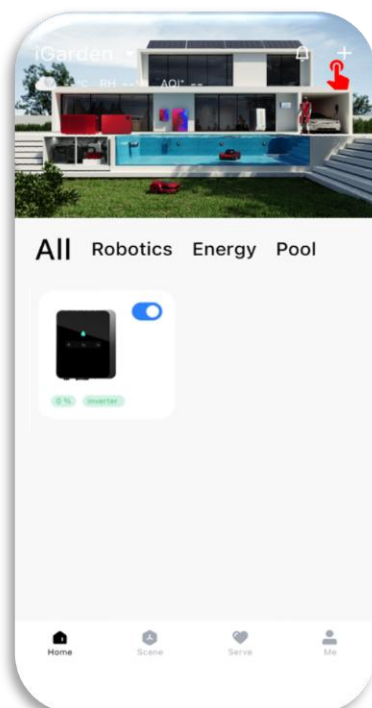 iGarden
RH --% AQI* --
All Robotics Energy Pool
0 % inverter
Home Scene Serve Me